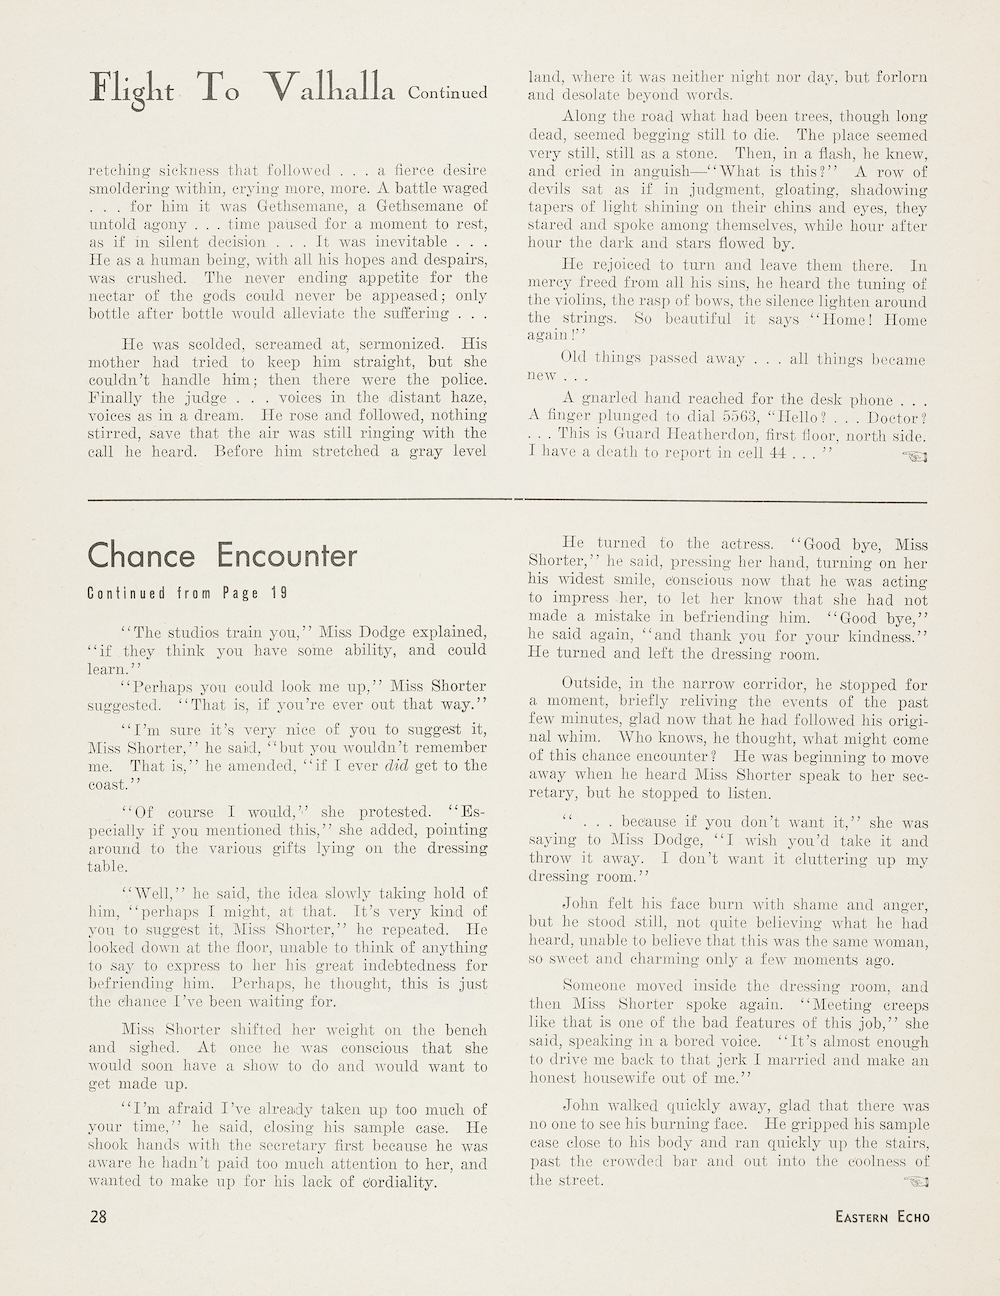 Flight To Valhalla Continued
retching sickness that followed . . . a fierce desire
smoldering within, crying more, more. A battle waged
. . . for him it was Gethsemane, a Gethsemane of
untold agony . . . time paused for a moment to rest,
as if in silent decision . . . It was inevitable . . .
He as a human being, with all his hopes and despairs,
was crushed. The never ending appetite for the
nectar of the gods could never be appeased; only
bottle after bottle would alleviate the suffering . . .
He was scolded, screamed at, sermonized. His
mother had tried to keep him straight, but she
couldn't handle him; then there were the police.
Finally the judge . . . voices in the distant haze,
voices as in a dream. He rose and followed, nothing
stirred, save that the air was still ringing with the
call he heard. Before him stretched a gray level
land, where it was neither night nor day, but forlorn
and desolate beyond words.
Along the road what had been trees, though long
dead, seemed begging still to die. The place seemed
very still, still as a stone. Then, in a flash, he knew,
and cried in anguish—"What is this?" A row of
devils sat as if in judgment, gloating, shadowing
tapers of light shining on their chins and eyes, they
stared and spoke among themselves, while hour after
hour the dark and stars flowed by.
He rejoiced to turn and leave them there. In
mercy freed from all his sins, he heard the tuning of
the violins, the rasp of bows, the silence lighten around
the strings. So beautiful it says "Home! Home
again!"
Old things passed away . . . all things became
new . . .
A gnarled hand reached for the desk phone . . .
A finger plunged to dial 5563, "Hello? . . . Doctor?
. . . This is Guard Heatherdon, first floor, north side.
I have a death to report in cell 44 . . . "
Chance Encounter
Continued from Page 19
"The studios train you," Miss Dodge explained,
"if they think you have some ability, and could
learn."
"Perhaps you could look me up," Miss Shorter
suggested. "That is, if you're ever out that way."
"I'm sure it's very nice of you to suggest it,
Miss Shorter," he said, "but you wouldn't remember
me. That is," he amended, "if I ever did get to the
coast."
"Of course I would," she protested. "Es-
pecially if you mentioned this," she added, pointing
around to the various gifts lying on the dressing
table.
"Well," he said, the idea slowly taking hold of
him, "perhaps I might, at that. It's very kind of
you to suggest it, Miss Shorter," he repeated. He
looked down at the floor, unable to think of anything
to say to express to her his great indebtedness for
befriending him. Perhaps, he thought, this is just
the chance I've been waiting for.
Miss Shorter shifted her weight on the bench
and sighed. At once he was conscious that she
would soon have a show to do and would want to
get made up.
"I'm afraid I've already taken up too much of
your time," he said, closing his sample case. He
shook hands with the secretary first because he was
aware he hadn't paid too much attention to her, and
wanted to make up for his lack of cordiality.
He turned to the actress. "Good bye, Miss
Shorter," he said, pressing her hand, turning on her
his widest smile, conscious now that he was acting
to impress her, to let her know that she had not
made a mistake in befriending him. "Good bye,"
he said again, "and thank you for your kindness."
He turned and left the dressing room.
Outside, in the narrow corridor, he stopped for
a moment, briefly reliving the events of the past
few minutes, glad now that he had followed his origi-
nal whim. Who knows, he thought, what might come
of this chance encounter? He was beginning to move
away when he heard Miss Shorter speak to her sec-
retary, but he stopped to listen.
" . . . because if you don't want it," she was
saying to Miss Dodge, "I wish you'd take it and
throw it away. I don't want it cluttering up my
dressing room."
John felt his face burn with shame and anger,
but he stood still, not quite believing what he had
heard, unable to believe that this was the same woman,
so sweet and charming only a few moments ago.
Someone moved inside the dressing room, and
then Miss Shorter spoke again. "Meeting creeps
like that is one of the bad features of this job," she
said, speaking in a bored voice. "It's almost enough
to drive me back to that jerk I married and make an
honest housewife out of me."
John walked quickly away, glad that there was
no one to see his burning face. He gripped his sample
case close to his body and ran quickly up the stairs,
past the crowded bar and out into the coolness of
the street.
28
EASTERN ECHO